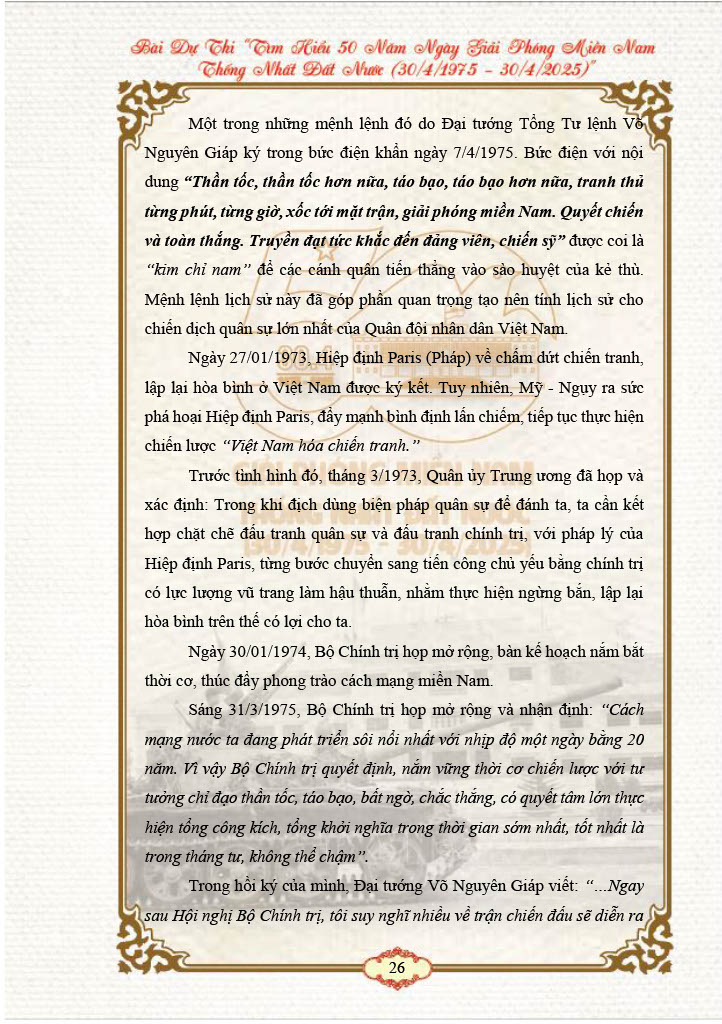 Bài Dự Thi “Tìm Hiểu 50 Năm Ngày Giải Phóng Miền Nam
Thống Nhất Đất Nước (30/4/1975 – 30/4/2025)”
Một trong những mệnh lệnh đó do Đại tướng Tổng Tư lệnh Võ
Nguyên Giáp ký trong bức điện khẩn ngày 7/4/1975. Bức điện với nội
dung “Thần tốc, thần tốc hơn nữa, táo bạo, táo bạo hơn nữa, tranh thủ
từng phút, từng giờ, xốc tới mặt trận, giải phóng miền Nam. Quyết chiến
và toàn thắng. Truyền đạt tức khắc đến đảng viên, chiến sỹ” được coi là
“kim chỉ nam” để các cánh quân tiến thẳng vào sào huyệt của kẻ thù.
Mệnh lệnh lịch sử này đã góp phần quan trọng tạo nên tính lịch sử cho
chiến dịch quân sự lớn nhất của Quân đội nhân dân Việt Nam.
Ngày 27/01/1973, Hiệp định Paris (Pháp) về chấm dứt chiến tranh,
lập lại hòa bình ở Việt Nam được ký kết. Tuy nhiên, Mỹ - Ngụy ra sức
phá hoại Hiệp định Paris, đẩy mạnh bình định lấn chiếm, tiếp tục thực hiện
chiến lược “Việt Nam hóa chiến tranh.”
Trước tình hình đó, tháng 3/1973, Quân ủy Trung ương đã họp và
xác định: Trong khi địch dùng biện pháp quân sự để đánh ta, ta cần kết
hợp chặt chẽ đấu tranh quân sự và đấu tranh chính trị, với pháp lý của
Hiệp định Paris, từng bước chuyển sang tiến công chủ yếu bằng chính trị
có lực lượng vũ trang làm hậu thuẫn, nhằm thực hiện ngừng bắn, lập lại
hòa bình trên thế có lợi cho ta.
Ngày 30/01/1974, Bộ Chính trị họp mở rộng, bàn kế hoạch nắm bắt
thời cơ, thúc đẩy phong trào cách mạng miền Nam.
Sáng 31/3/1975, Bộ Chính trị họp mở rộng và nhận định: “Cách
mạng nước ta đang phát triển sôi nổi nhất với nhịp độ một ngày bằng 20
năm. Vì vậy Bộ Chính trị quyết định, nắm vững thời cơ chiến lược với tư
tưởng chỉ đạo thần tốc, táo bạo, bất ngờ, chắc thắng, có quyết tâm lớn thực
hiện tổng công kích, tổng khởi nghĩa trong thời gian sớm nhất, tốt nhất là
trong tháng tư, không thể chậm”.
Trong hồi ký của mình, Đại tướng Võ Nguyên Giáp viết: “…Ngay
sau Hội nghị Bộ Chính trị, tôi suy nghĩ nhiều về trận chiến đấu sẽ diễn ra
30.4
GIẢI PHÓNG MIỀN NAM
THỐNG NHẤT ĐẤT NƯỚC
(30/4/1975 - 30/4/2025)
26